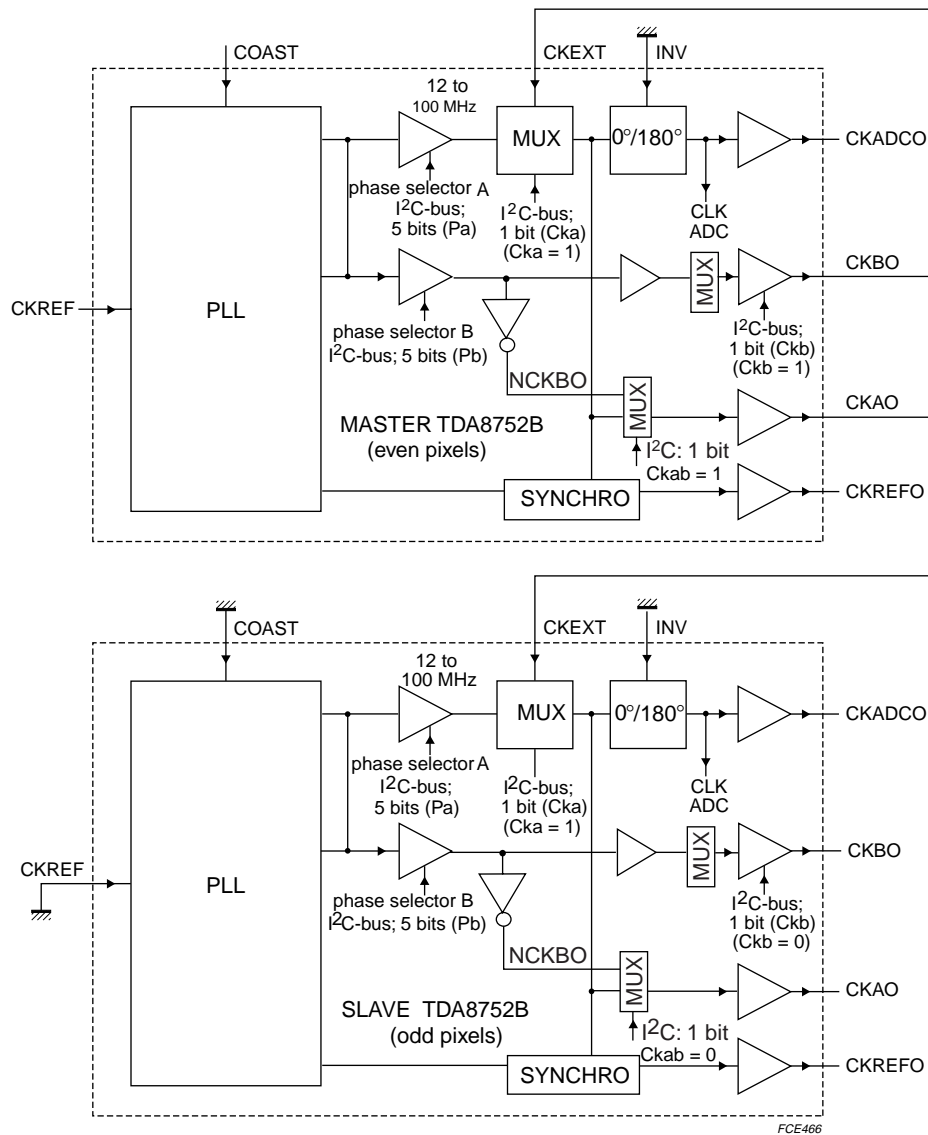 COAST
CKEXT
INV
12 to
100 MHz
MUX
0°/180°
CKADCO
phase selector A
I²C-bus;
5 bits (Pa)
I²C-bus;
1 bit (Cka)
(Cka = 1)
CLK
ADC
CKREF
PLL
MUX
CKBO
phase selector B
I²C-bus; 5 bits (Pb)
I²C-bus;
1 bit (Ckb)
(Ckb = 1)
NCKBO
MUX
CKAO
MASTER TDA8752B
(even pixels)
I²C: 1 bit
Ckab = 1
SYNCHRO
CKREFO
COAST
CKEXT
INV
12 to
100 MHz
MUX
0°/180°
CKADCO
phase selector A
I²C-bus;
5 bits (Pa)
I²C-bus;
1 bit (Cka)
(Cka = 1)
CLK
ADC
CKREF
PLL
MUX
CKBO
phase selector B
I²C-bus; 5 bits (Pb)
I²C-bus;
1 bit (Ckb)
(Ckb = 0)
NCKBO
MUX
CKAO
SLAVE TDA8752B
(odd pixels)
I²C: 1 bit
Ckab = 0
SYNCHRO
CKREFO
FCE466